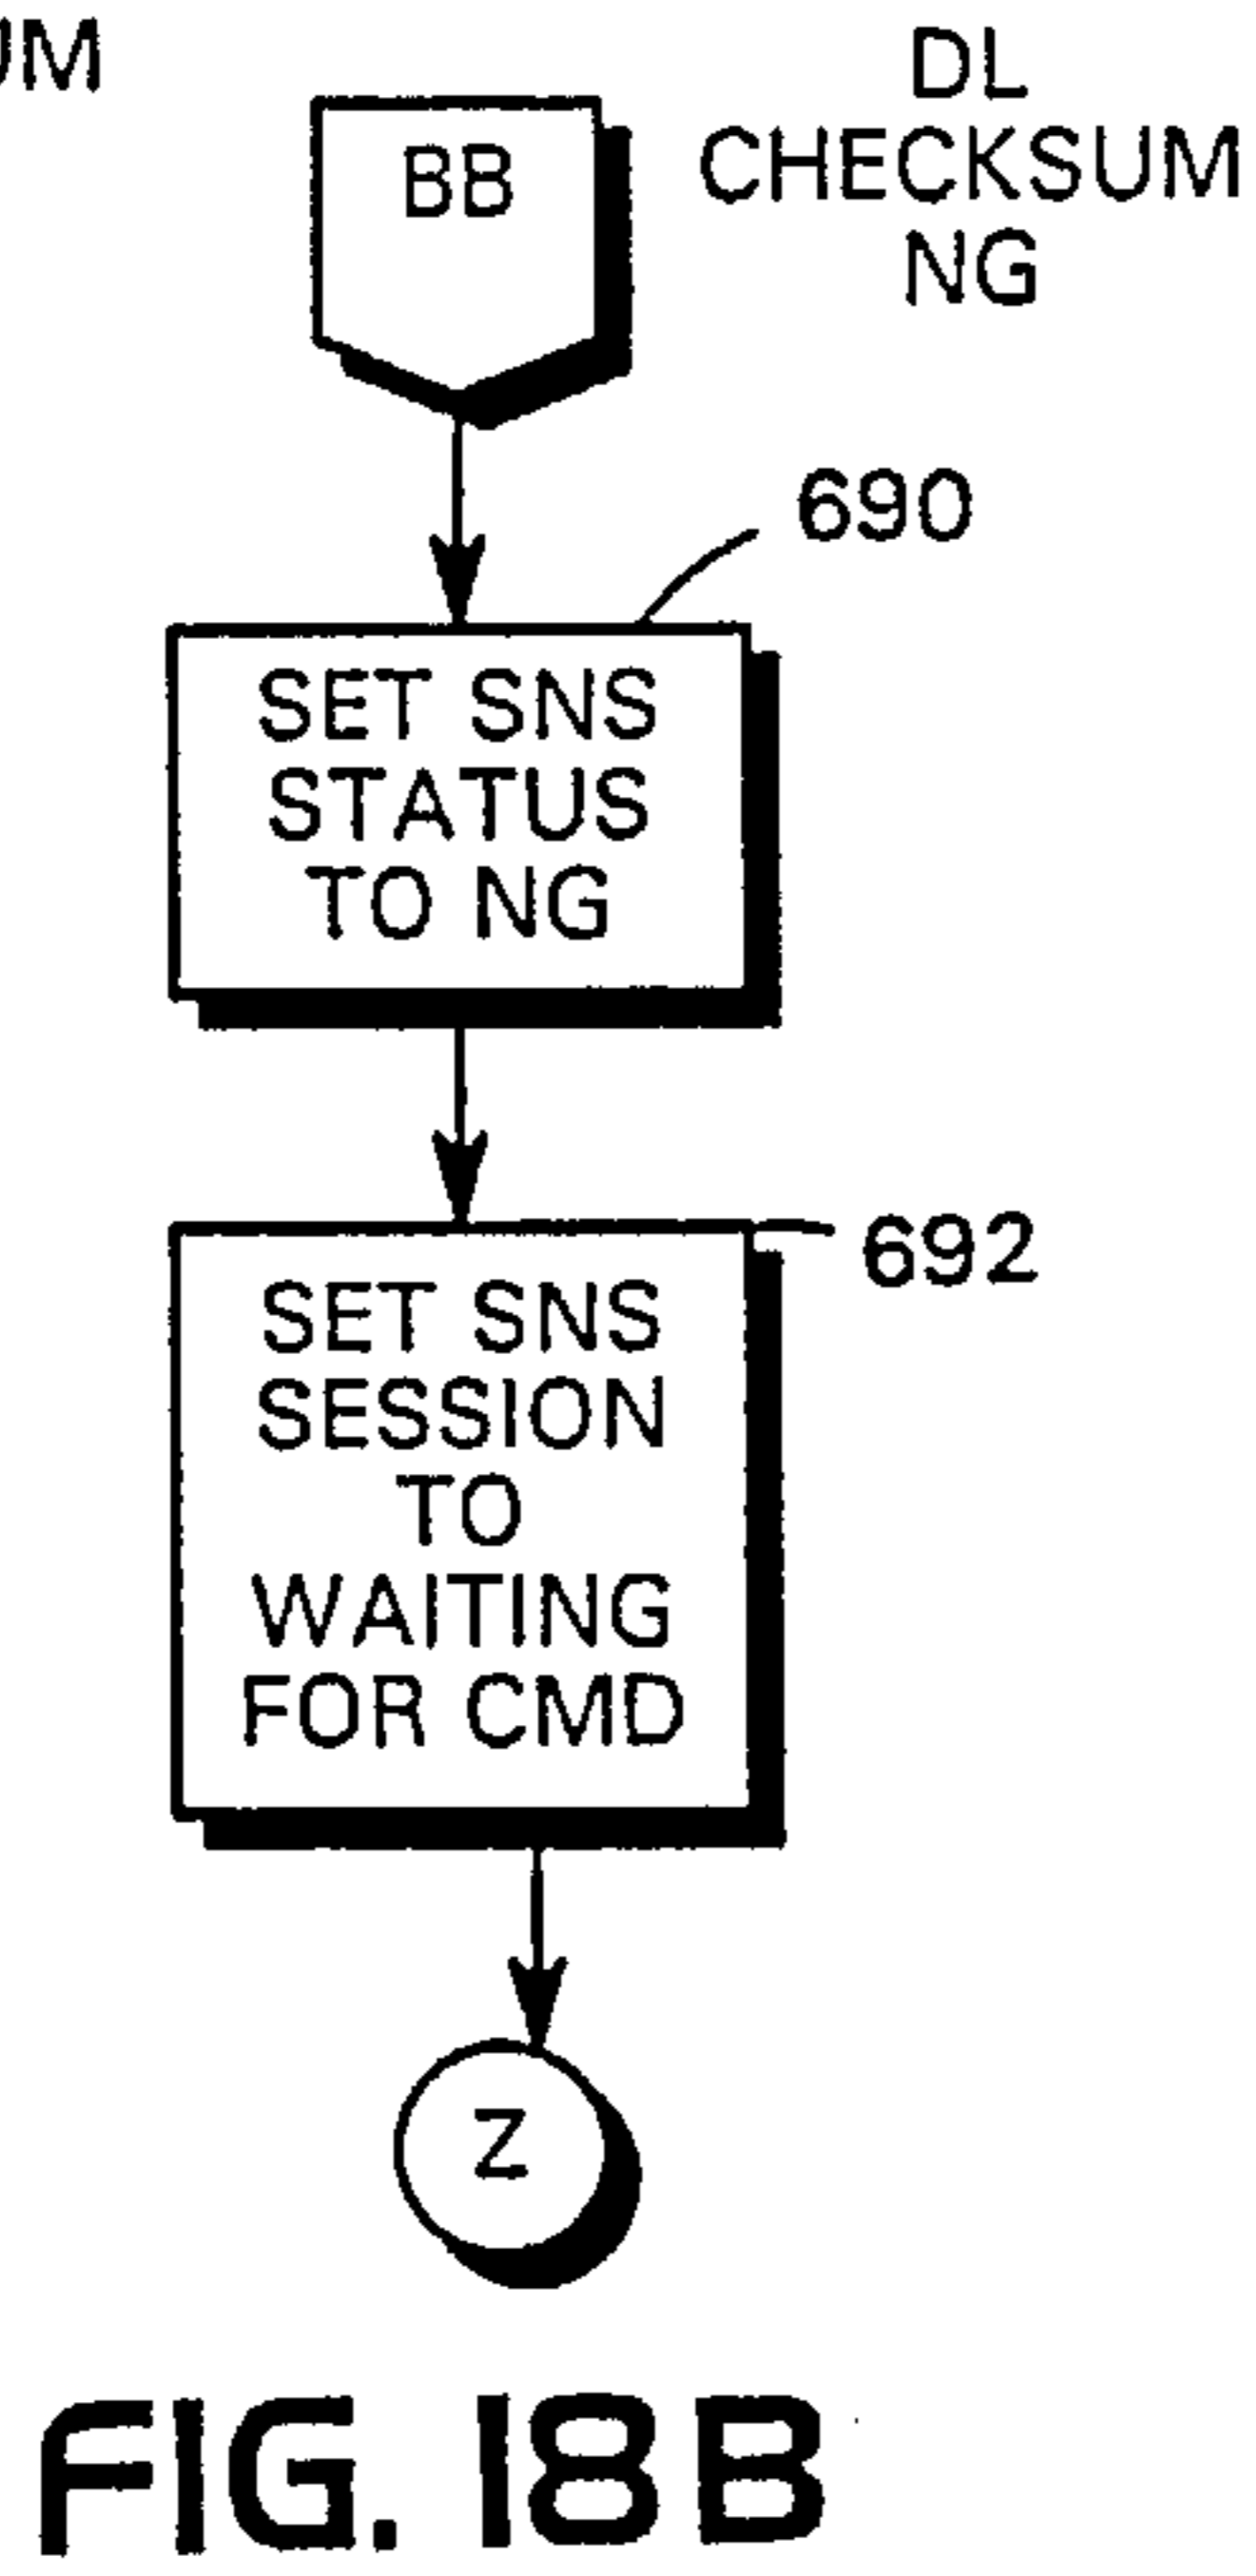 UM
BB
DL
CHECKSUM
NG
690
SET SNS
STATUS
TO NG
692
SET SNS
SESSION
TO
WAITING
FOR CMD
Z
FIG. 18B